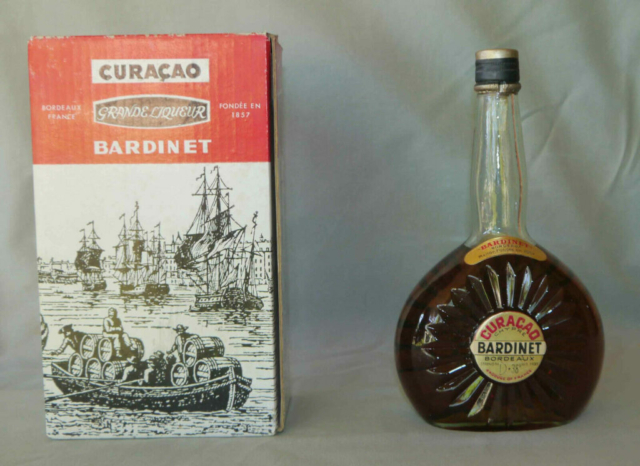 CURAÇAO
BORDEAUX
FRANCE
GRANDE LIQUEUR
FONDÉE EN
1857
BARDINET
BARDINET
CURAÇAO
BARDINET
BORDEAUX